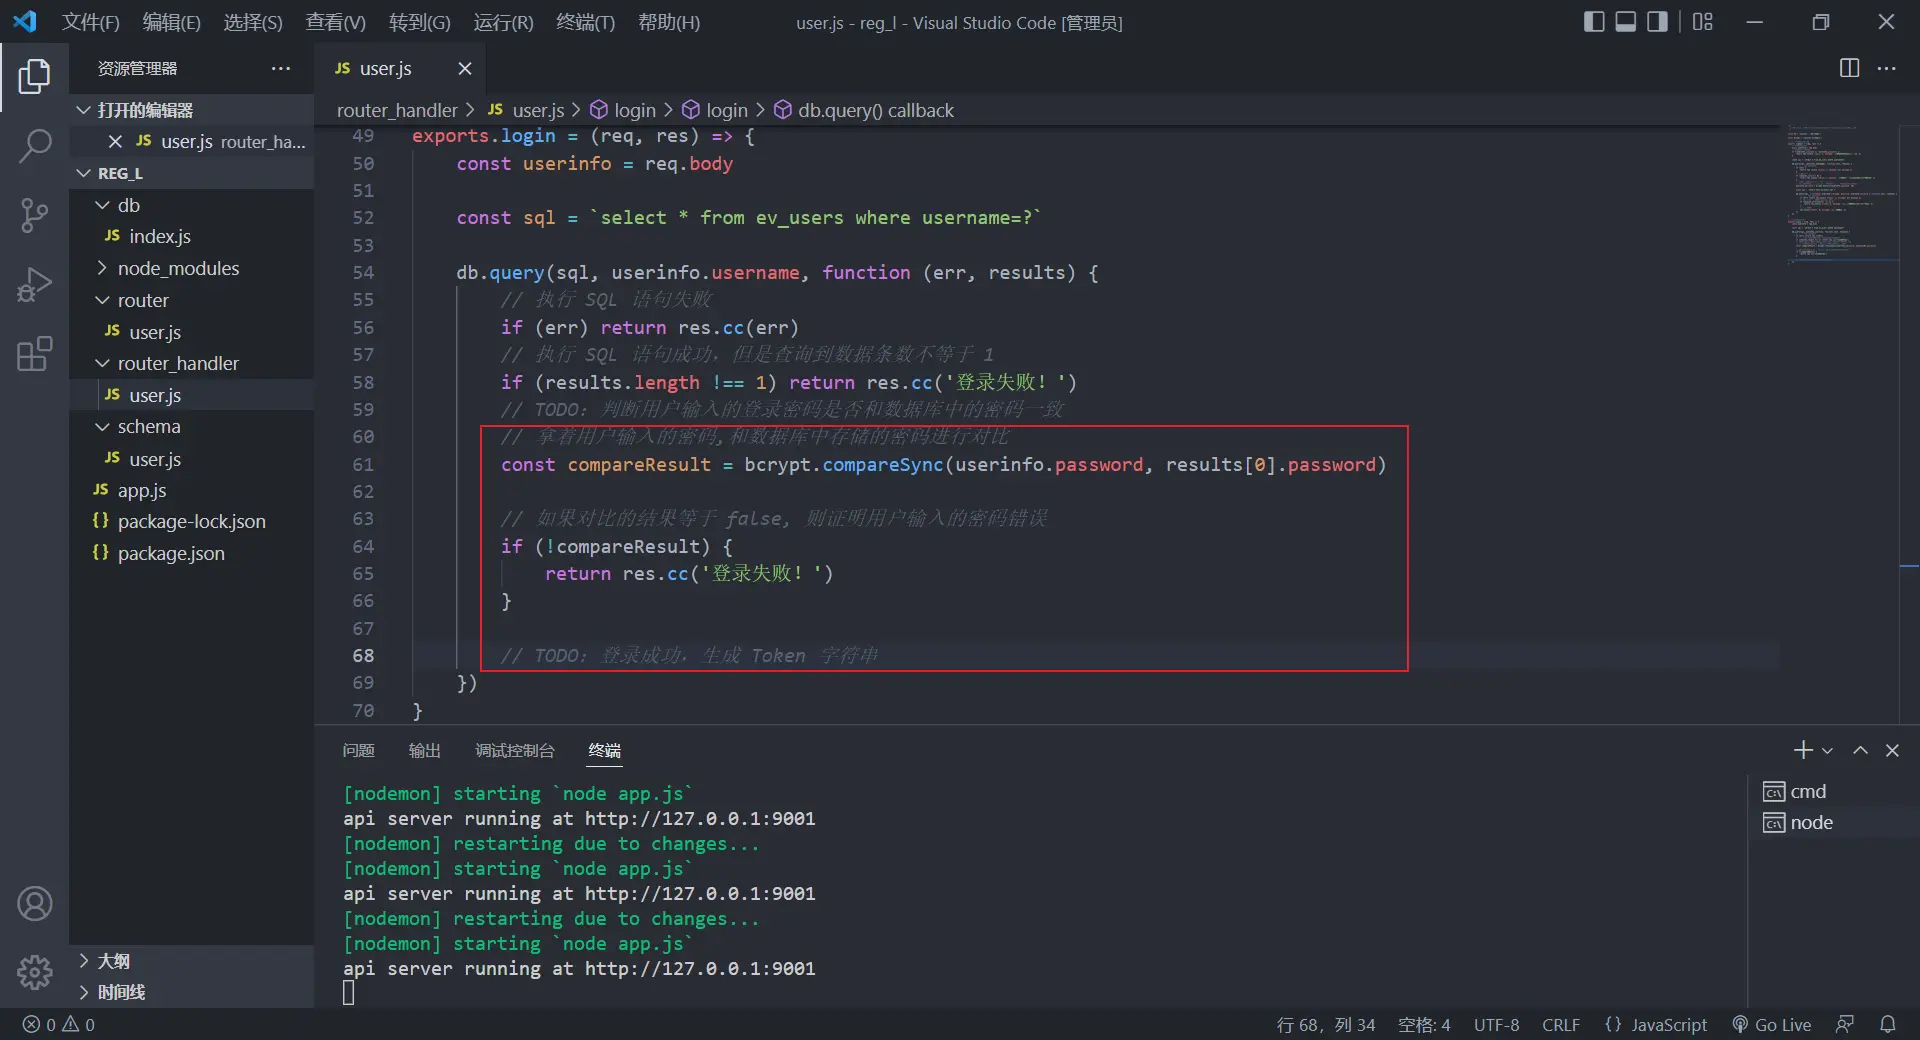 文件(F) 编辑(E) 选择(S) 查看(V) 转到(G) 运行(R) 终端(T) 帮助(H) user.js - reg_l - Visual Studio Code [管理员]
资源管理器 ···
JS user.js
打开的编辑器
JS user.js router_ha...
REG_L
db
JS index.js
node_modules
router
JS user.js
router_handler
JS user.js
schema
JS user.js
JS app.js
{} package-lock.json
{} package.json
大纲
时间线
router_handler > JS user.js > login > login > db.query() callback
49 exports.login = (req, res) => {
50 const userinfo = req.body
51
52 const sql = `select * from ev_users where username=?`
53
54 db.query(sql, userinfo.username, function (err, results) {
55 // 执行 SQL 语句失败
56 if (err) return res.cc(err)
57 // 执行 SQL 语句成功，但是查询到数据条数不等于 1
58 if (results.length !== 1) return res.cc('登录失败！')
59 // TODO：判断用户输入的登录密码是否和数据库中的密码一致
60 // 拿着用户输入的密码,和数据库中存储的密码进行对比
61 const compareResult = bcrypt.compareSync(userinfo.password, results[0].password)
62
63 // 如果对比的结果等于 false, 则证明用户输入的密码错误
64 if (!compareResult) {
65 return res.cc('登录失败！')
66 }
67
68 // TODO：登录成功，生成 Token 字符串
69 })
70 }
问题 输出 调试控制台 终端
[nodemon] starting `node app.js`
api server running at http://127.0.0.1:9001
[nodemon] restarting due to changes...
[nodemon] starting `node app.js`
api server running at http://127.0.0.1:9001
[nodemon] restarting due to changes...
[nodemon] starting `node app.js`
api server running at http://127.0.0.1:9001
cmd
node
0 0 行 68，列 34 空格: 4 UTF-8 CRLF {} JavaScript Go Live